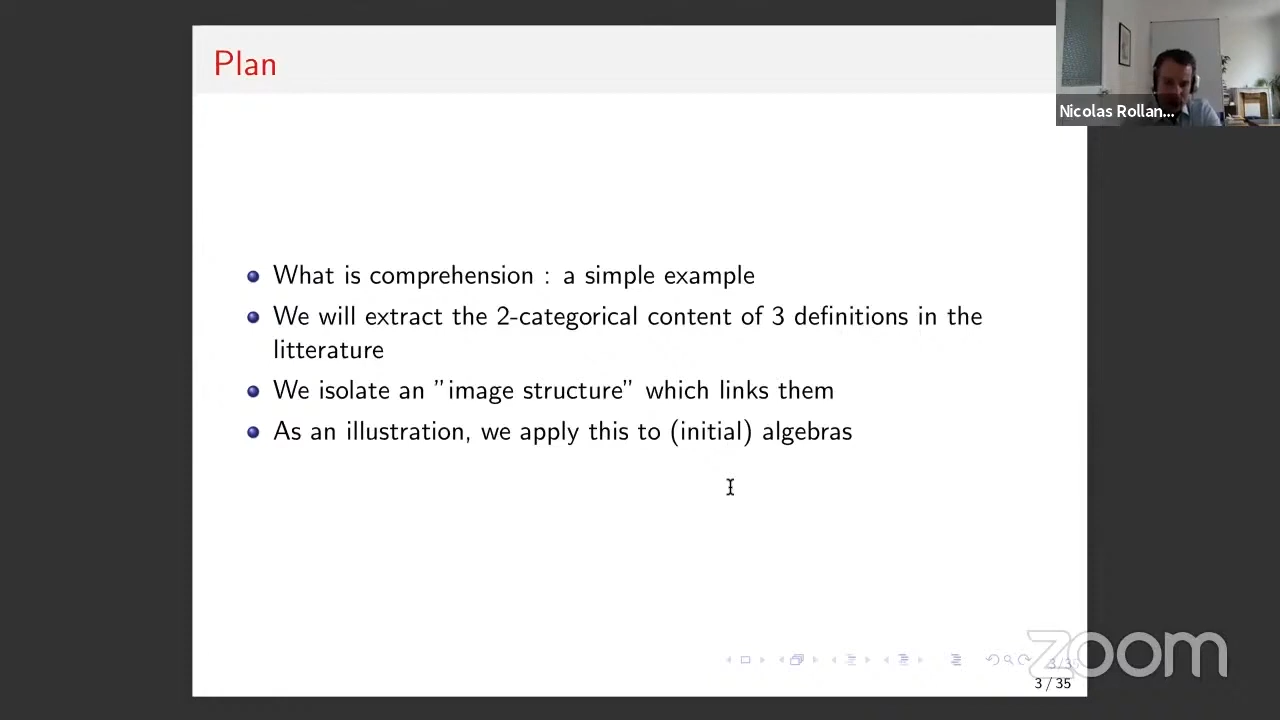 Plan
Nicolas Rollan...
What is comprehension : a simple example
We will extract the 2-categorical content of 3 definitions in the
litterature
We isolate an "image structure" which links them
As an illustration, we apply this to (initial) algebras
zoom
3/35
3 / 35